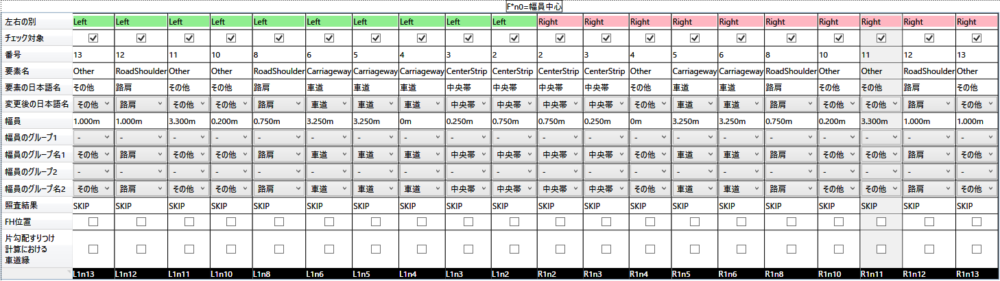 F*n0=幅員中心
左右の別 Left Left Left Left Left Left Left Left Left Left Right Right Right Right Right Right Right Right Right Right
チェック対象
番号 13 12 11 10 8 6 5 4 3 2 2 3 4 5 6 8 10 11 12 13
要素名 Other RoadShoulder Other Other RoadShoulder Carriageway Carriageway Carriageway CenterStrip CenterStrip CenterStrip CenterStrip Other Carriageway Carriageway RoadShoulder Other Other RoadShoulder Other
要素の日本語名 その他 路肩 その他 その他 路肩 車道 車道 車道 中央帯 中央帯 中央帯 中央帯 その他 車道 車道 路肩 その他 その他 路肩 その他
変更後の日本語名 その他 路肩 その他 その他 路肩 車道 車道 車道 中央帯 中央帯 中央帯 中央帯 その他 車道 車道 路肩 その他 その他 路肩 その他
幅員 1.000m 1.000m 3.300m 0.200m 0.750m 3.250m 3.250m 0m 0.250m 0.750m 0.750m 0.250m 0m 3.250m 3.250m 0.750m 0.200m 3.300m 1.000m 1.000m
幅員のグループ1 - - - - - - - - - - - - - - - - - - - -
幅員のグループ名1 その他 路肩 その他 その他 路肩 車道 車道 車道 中央帯 中央帯 中央帯 中央帯 その他 車道 車道 路肩 その他 その他 路肩 その他
幅員のグループ2 - - - - - - - - - - - - - - - - - - - -
幅員のグループ名2 その他 路肩 その他 その他 路肩 車道 車道 車道 中央帯 中央帯 中央帯 中央帯 その他 車道 車道 路肩 その他 その他 路肩 その他
照査結果 SKIP SKIP SKIP SKIP SKIP SKIP SKIP SKIP SKIP SKIP SKIP SKIP SKIP SKIP SKIP SKIP SKIP SKIP SKIP SKIP
FH位置
片勾配すりつけ
計算における
車道縁
L1n13 L1n12 L1n11 L1n10 L1n8 L1n6 L1n5 L1n4 L1n3 L1n2 R1n2 R1n3 R1n4 R1n5 R1n6 R1n8 R1n10 R1n11 R1n12 R1n13